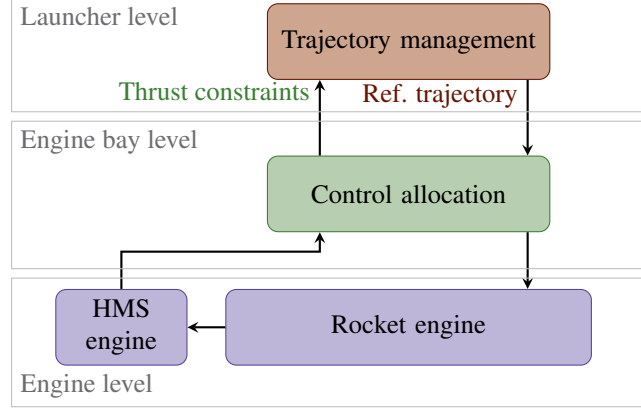 Launcher level
Trajectory management
Thrust constraints
Ref. trajectory
Engine bay level
Control allocation
HMS
engine
Rocket engine
Engine level